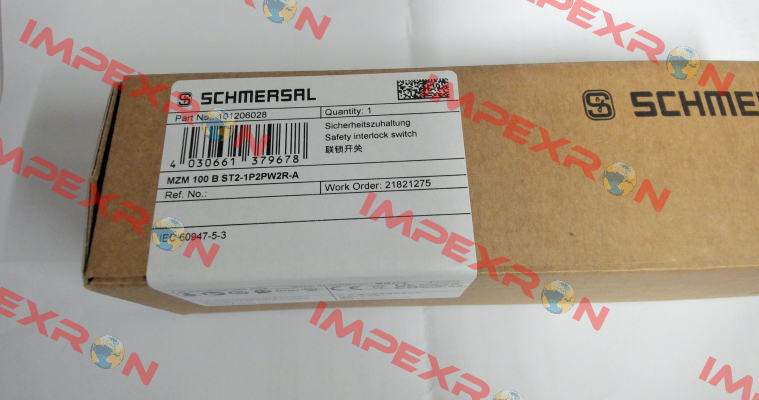 SCHMERSAL
Part No.: 101206028
Quantity: 1
Sicherheitszuhaltung
Safety interlock switch
联锁开关
4 030661 379678
MZM 100 B ST2-1P2PW2R-A
Ref. No.:
Work Order: 21821275
IEC 60947-5-3
SCHMERSAL
IMPEXRON
IMPEXRON
IMPEXRON
IMPEXRON
IMPEXRON
IMPEXRON
IMPEXRON